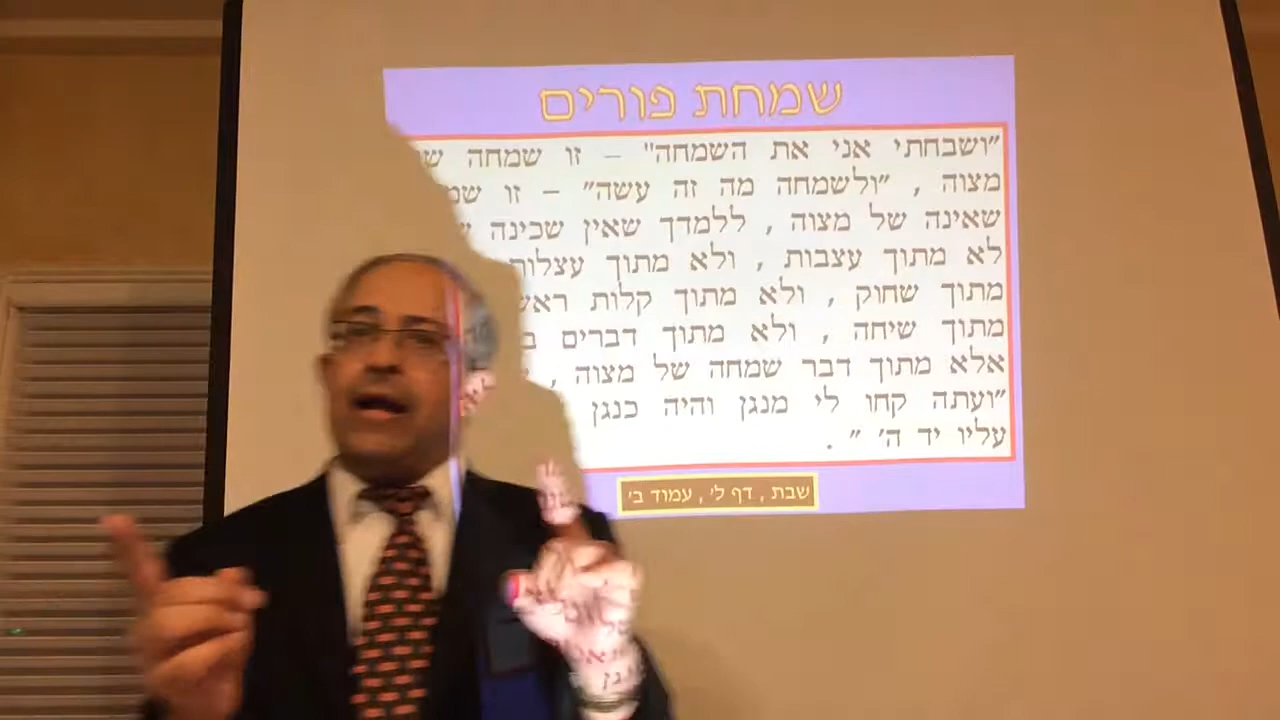 שמחת פורים
"ושבחתי אני את השמחה" – זו שמחה
מצוה , "ולשמחה מה זה עשה" – זו
שאינה של מצוה , ללמדך שאין שכינה
לא מתוך עצבות , ולא מתוך עצלות
מתוך שחוק , ולא מתוך קלות ראש
מתוך שיחה , ולא מתוך דברים
אלא מתוך דבר שמחה של מצוה ,
"ועתה קחו לי מנגן והיה כנגן
עליו יד ה' " .
שבת , דף ל' , עמוד ב'